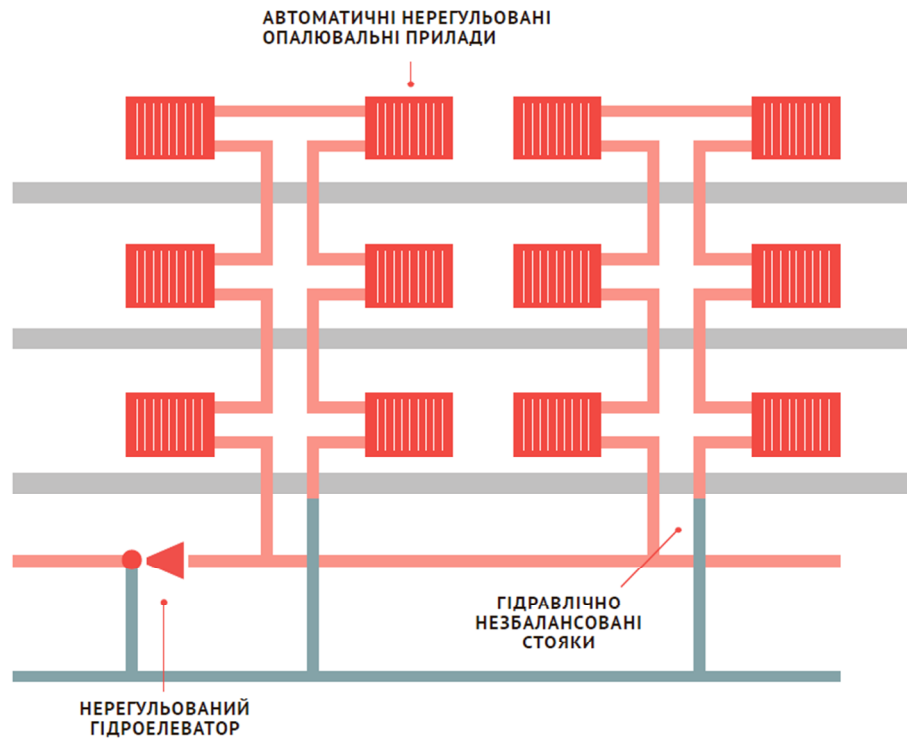 АВТОМАТИЧНІ НЕРЕГУЛЬОВАНІ
ОПАЛЮВАЛЬНІ ПРИЛАДИ
ГІДРАВЛІЧНО
НЕЗБАЛАНСОВАНІ
СТОЯКИ
НЕРЕГУЛЬОВАНИЙ
ГІДРОЕЛЕВАТОР